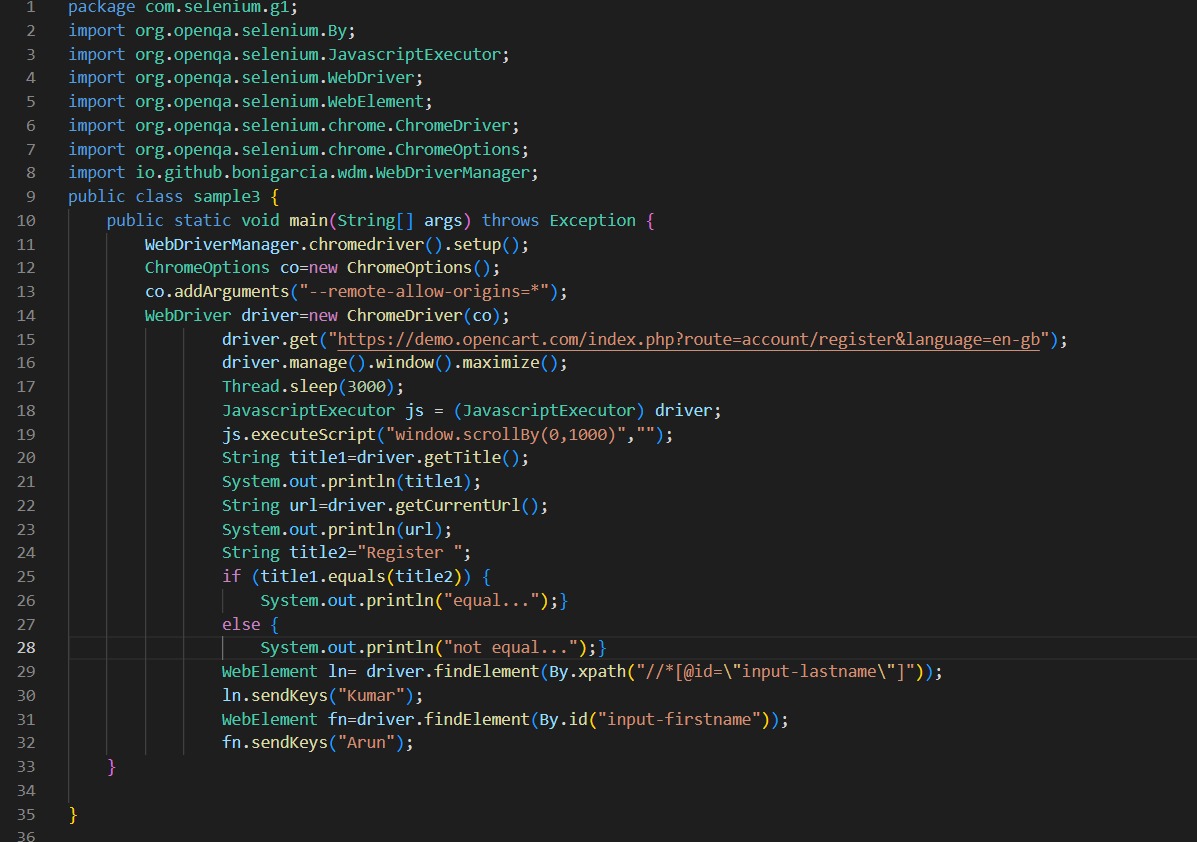 1 package com.selenium.g1;
2 import org.openqa.selenium.By;
3 import org.openqa.selenium.JavascriptExecutor;
4 import org.openqa.selenium.WebDriver;
5 import org.openqa.selenium.WebElement;
6 import org.openqa.selenium.chrome.ChromeDriver;
7 import org.openqa.selenium.chrome.ChromeOptions;
8 import io.github.bonigarcia.wdm.WebDriverManager;
9 public class sample3 {
10     public static void main(String[] args) throws Exception {
11         WebDriverManager.chromedriver().setup();
12         ChromeOptions co=new ChromeOptions();
13         co.addArguments("--remote-allow-origins=*");
14         WebDriver driver=new ChromeDriver(co);
15                 driver.get("https://demo.opencart.com/index.php?route=account/register&language=en-gb");
16                 driver.manage().window().maximize();
17                 Thread.sleep(3000);
18                 JavascriptExecutor js = (JavascriptExecutor) driver;
19                 js.executeScript("window.scrollBy(0,1000)","");
20                 String title1=driver.getTitle();
21                 System.out.println(title1);
22                 String url=driver.getCurrentUrl();
23                 System.out.println(url);
24                 String title2="Register ";
25                 if (title1.equals(title2)) {
26                     System.out.println("equal...");}
27                 else {
28                     System.out.println("not equal...");}
29                 WebElement ln= driver.findElement(By.xpath("//*[@id=\"input-lastname\"]"));
30                 ln.sendKeys("Kumar");
31                 WebElement fn=driver.findElement(By.id("input-firstname"));
32                 fn.sendKeys("Arun");
33     }
34
35 }
36